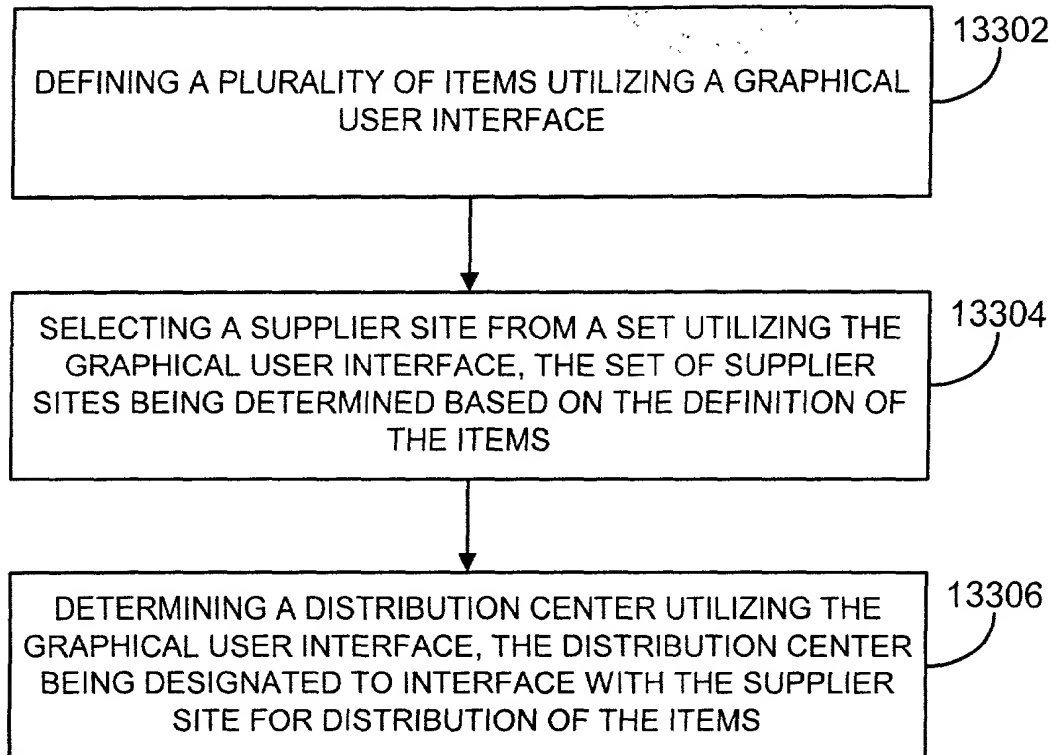 13302
DEFINING A PLURALITY OF ITEMS UTILIZING A GRAPHICAL
USER INTERFACE
13304
SELECTING A SUPPLIER SITE FROM A SET UTILIZING THE
GRAPHICAL USER INTERFACE, THE SET OF SUPPLIER
SITES BEING DETERMINED BASED ON THE DEFINITION OF
THE ITEMS
13306
DETERMINING A DISTRIBUTION CENTER UTILIZING THE
GRAPHICAL USER INTERFACE, THE DISTRIBUTION CENTER
BEING DESIGNATED TO INTERFACE WITH THE SUPPLIER
SITE FOR DISTRIBUTION OF THE ITEMS